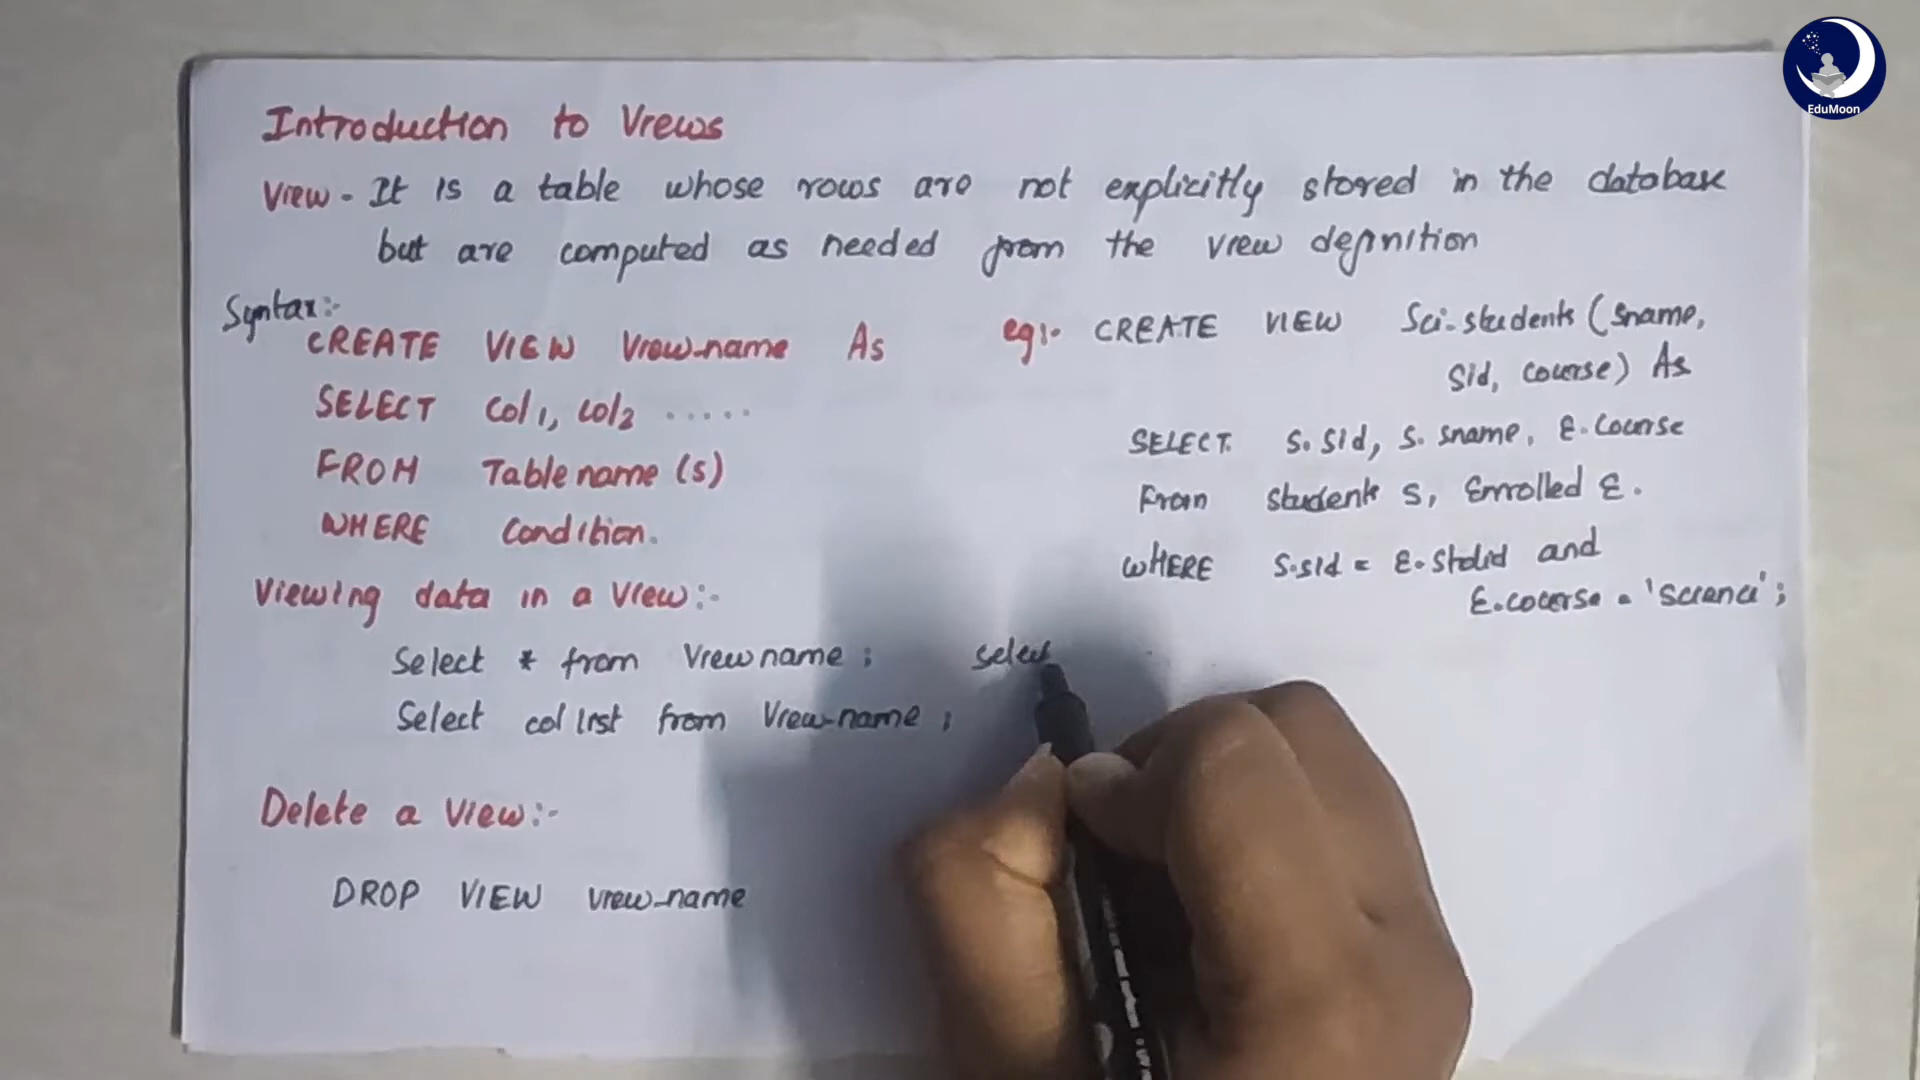 EduMoon
Introduction to Views
View - It is a table whose rows are not explicitly stored in the database
but are computed as needed from the view definition
Syntax:-
CREATE VIEW View-name As
SELECT Col1, Col2 .....
FROM Table name (s)
WHERE Condition.
eg:- CREATE VIEW Sci-students (Sname,
Sid, course) As
SELECT. S.Sid, S.sname, E.Course
From students S, Enrolled E.
WHERE S.sid = E.Stdid and
E.course = 'Science';
Viewing data in a View:-
Select * from Viewname ;
Select col list from View-name ;
select
Delete a View:-
DROP VIEW view-name